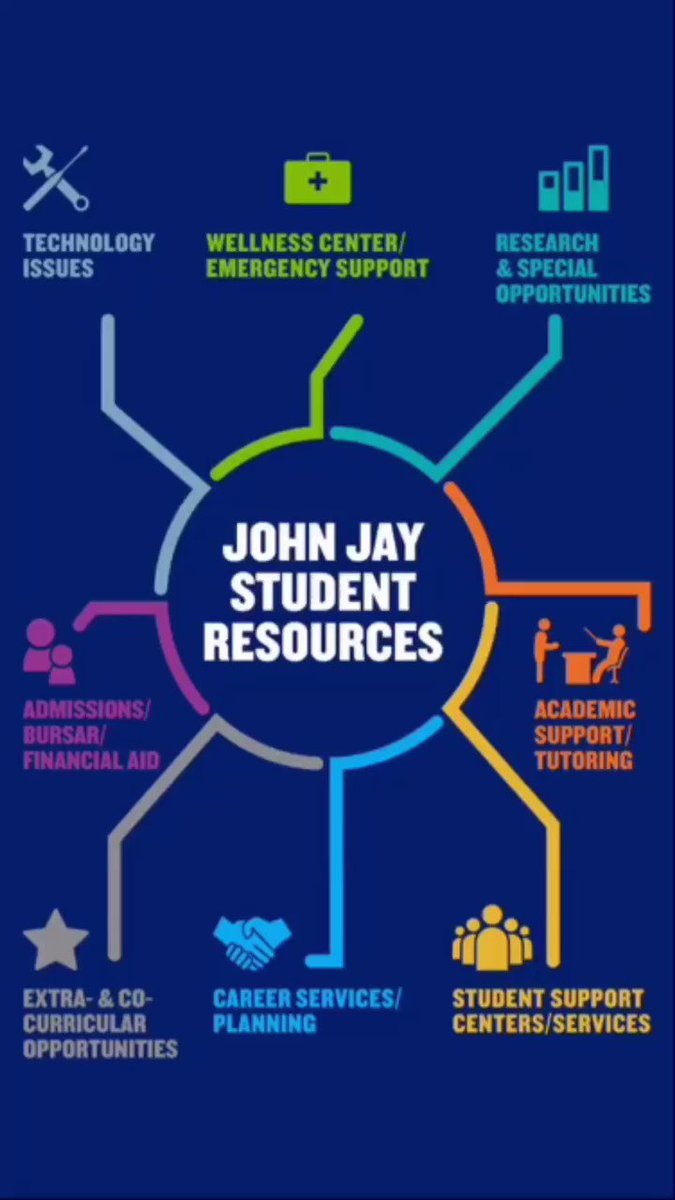 TECHNOLOGY
ISSUES
WELLNESS CENTER/
EMERGENCY SUPPORT
RESEARCH
& SPECIAL
OPPORTUNITIES
JOHN JAY
STUDENT
RESOURCES
ADMISSIONS/
BURSAR/
FINANCIAL AID
ACADEMIC
SUPPORT/
TUTORING
EXTRA- & CO-
CURRICULAR
OPPORTUNITIES
CAREER SERVICES/
PLANNING
STUDENT SUPPORT
CENTERS/SERVICES